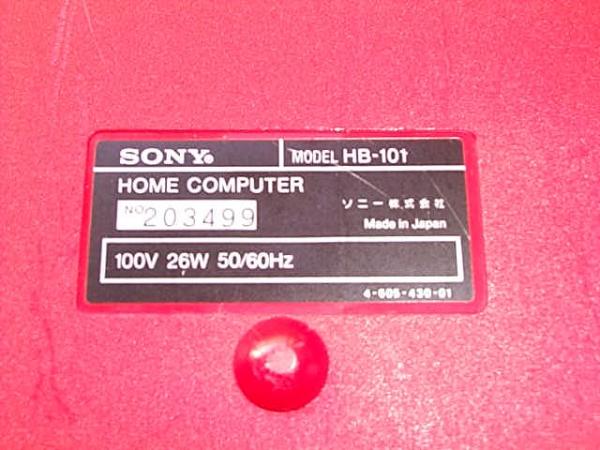 SONY® MODEL HB-101
HOME COMPUTER
NO 203499
ソニー株式会社
Made in Japan
100V 26W 50/60Hz
4-605-430-01